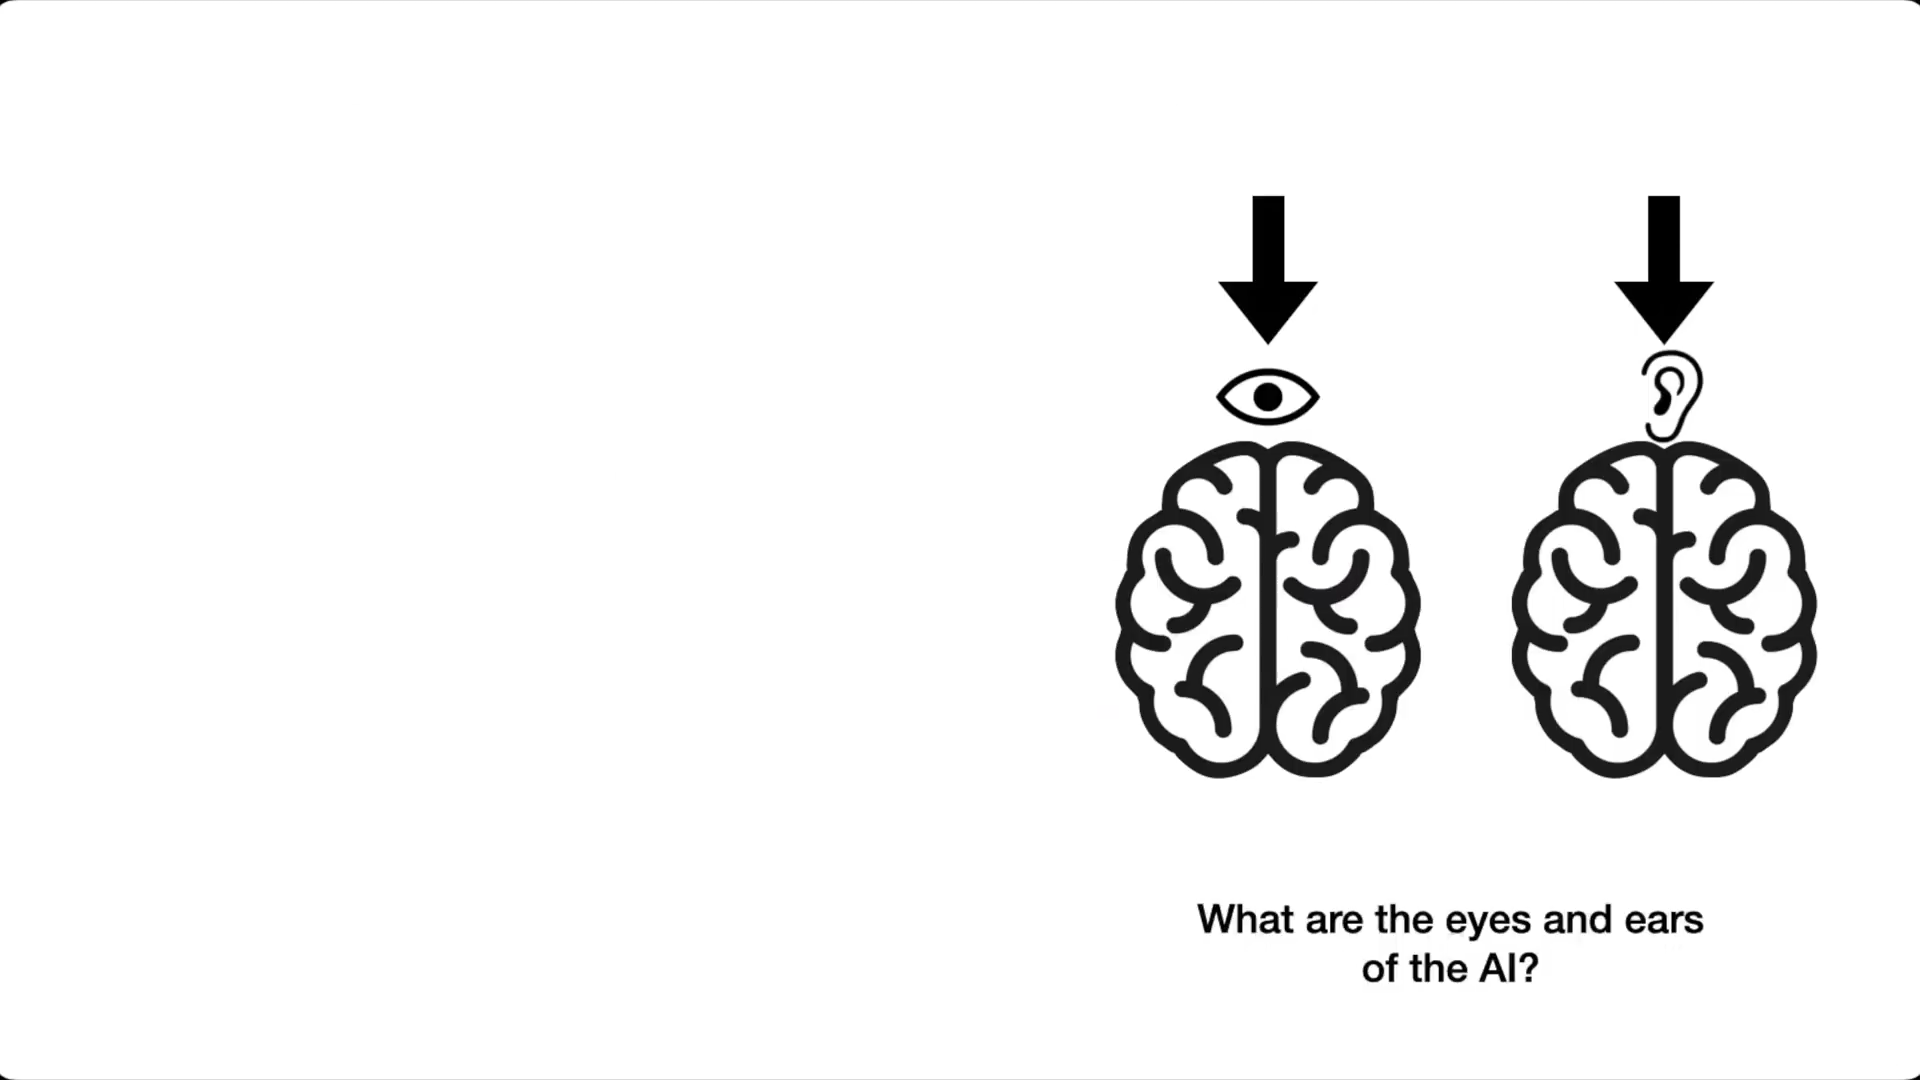 What are the eyes and ears
of the AI?